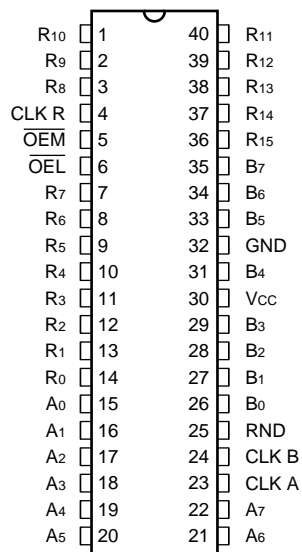 R10 1 40 R11
R9 2 39 R12
R8 3 38 R13
CLK R 4 37 R14
OEM 5 36 R15
OEL 6 35 B7
R7 7 34 B6
R6 8 33 B5
R5 9 32 GND
R4 10 31 B4
R3 11 30 VCC
R2 12 29 B3
R1 13 28 B2
R0 14 27 B1
A0 15 26 B0
A1 16 25 RND
A2 17 24 CLK B
A3 18 23 CLK A
A4 19 22 A7
A5 20 21 A6